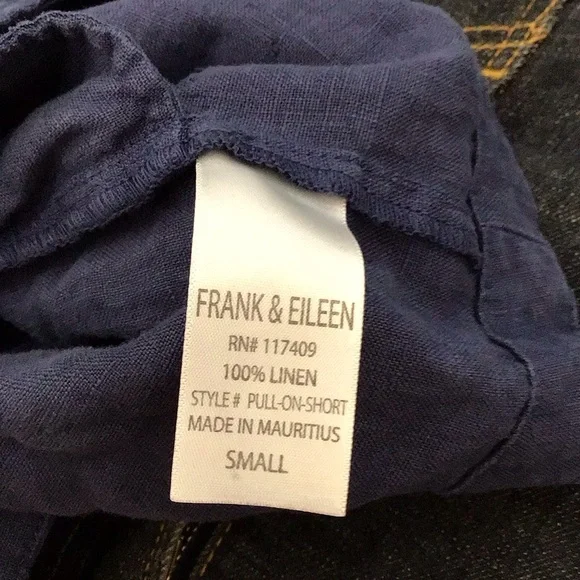 FRANK & EILEEN
RN# 117409
100% LINEN
STYLE # PULL-ON-SHORT
MADE IN MAURITIUS
SMALL